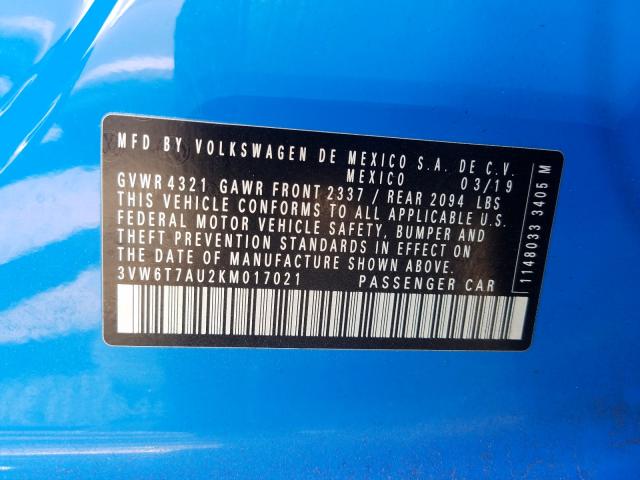 MFD BY VOLKSWAGEN DE MEXICO S.A. DE C.V.
MEXICO 03/19
GVWR 4321 GAWR FRONT 2337 / REAR 2094 LBS
THIS VEHICLE CONFORMS TO ALL APPLICABLE U.S.
FEDERAL MOTOR VEHICLE SAFETY, BUMPER AND
THEFT PREVENTION STANDARDS IN EFFECT ON
THE DATE OF MANUFACTURE SHOWN ABOVE.
3VW6T7AU2KM017021 PASSENGER CAR
1148033 3405 M